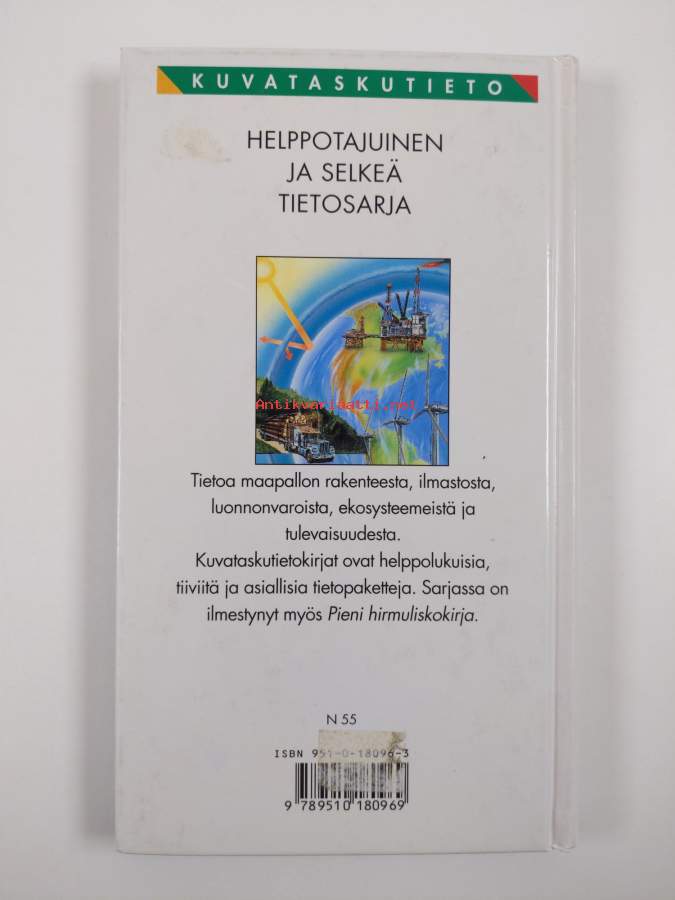 KUVATASKUTIETO
HELPPOTAJUINEN
JA SELKEÄ
TIETOSARJA
Antikvariaatti.net
Tietoa maapallon rakenteesta, ilmastosta,
luonnonvaroista, ekosysteemeistä ja
tulevaisuudesta.
Kuvataskutietokirjat ovat helppolukuisia,
tiiviitä ja asiallisia tietopaketteja. Sarjassa on
ilmestynyt myös Pieni hirmuliskokirja.
N 55
ISBN 951-0-18096-3
9 789510 180969